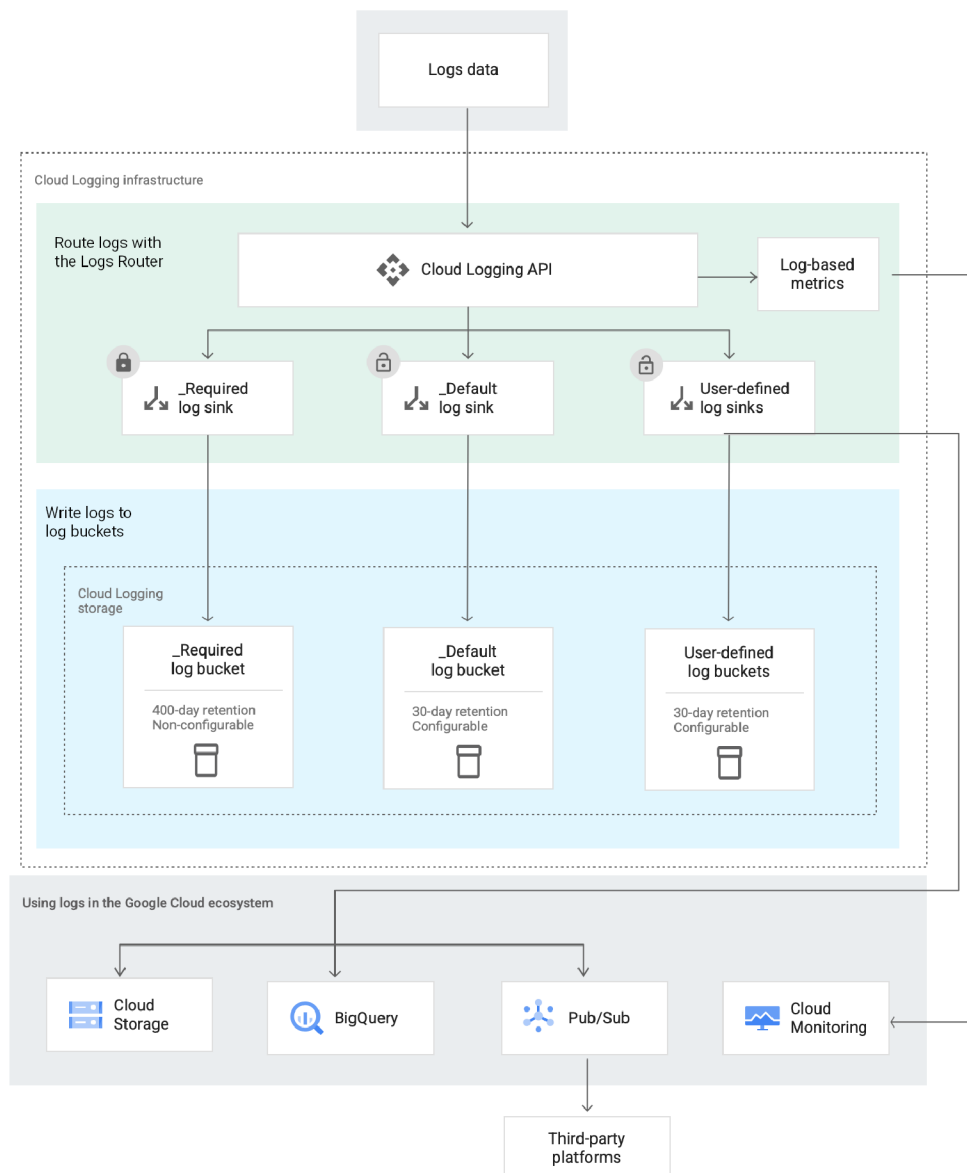 Logs data
Cloud Logging infrastructure
Route logs with
the Logs Router
Cloud Logging API
Log-based
metrics
_Required
log sink
_Default
log sink
User-defined
log sinks
Write logs to
log buckets
Cloud Logging
storage
_Required
log bucket
400-day retention
Non-configurable
_Default
log bucket
30-day retention
Configurable
User-defined
log buckets
30-day retention
Configurable
Using logs in the Google Cloud ecosystem
Cloud
Storage
BigQuery
Pub/Sub
Cloud
Monitoring
Third-party
platforms